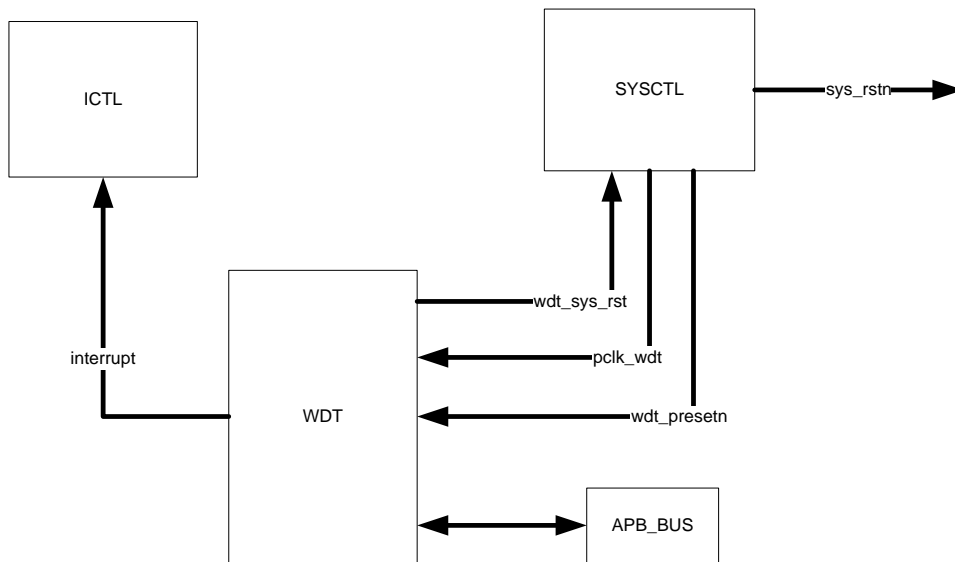 ICTL
SYSCTL
sys_rstn
wdt_sys_rst
interrupt
pclk_wdt
WDT
wdt_presetn
APB_BUS